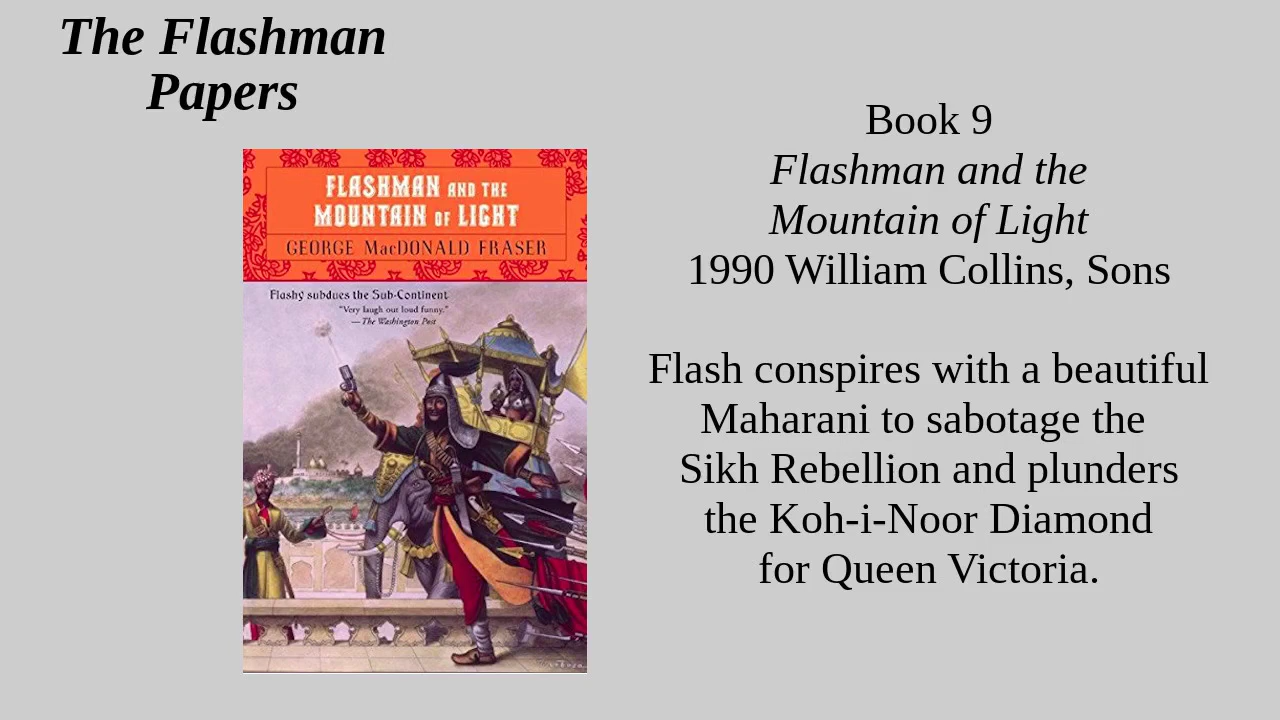 The Flashman
Papers
FLASHMAN AND THE
MOUNTAIN OF LIGHT
GEORGE MacDONALD FRASER
Flashy subdues the Sub-Continent
"Very laugh out loud funny."
— The Washington Post
Book 9
Flashman and the
Mountain of Light
1990 William Collins, Sons
Flash conspires with a beautiful
Maharani to sabotage the
Sikh Rebellion and plunders
the Koh-i-Noor Diamond
for Queen Victoria.